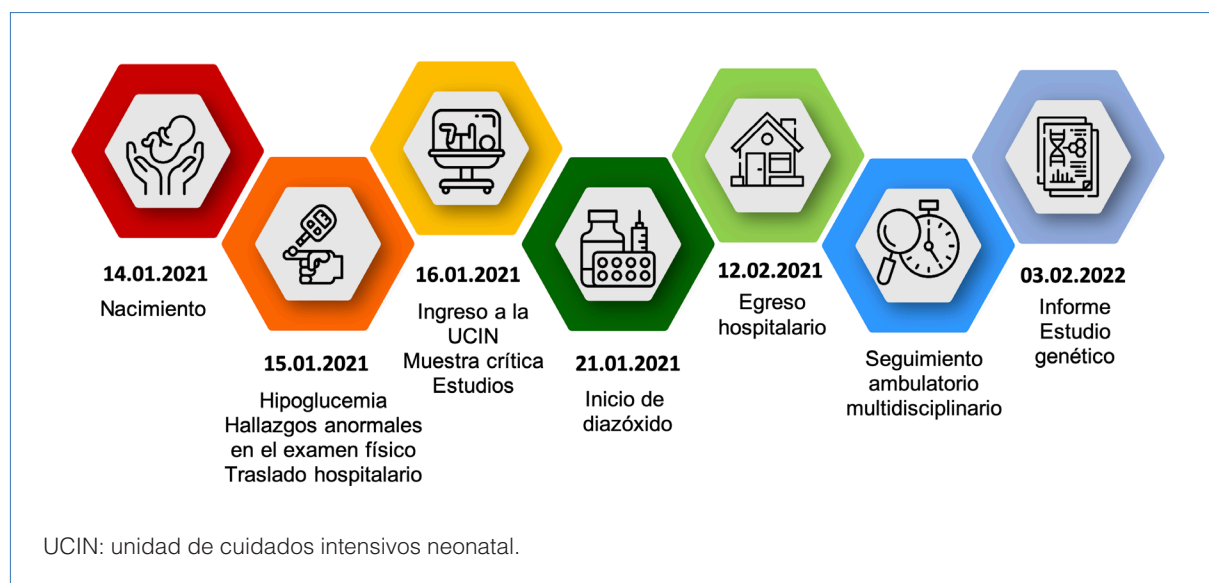 14.01.2021
Nacimiento
15.01.2021
Hipoglucemia
Hallazgos anormales
en el examen físico
Traslado hospitalario
16.01.2021
Ingreso a la
UCIN
Muestra crítica
Estudios
21.01.2021
Inicio de
diazóxido
12.02.2021
Egreso
hospitalario
Seguimiento
ambulatorio
multidisciplinario
03.02.2022
Informe
Estudio
genético
UCIN: unidad de cuidados intensivos neonatal.